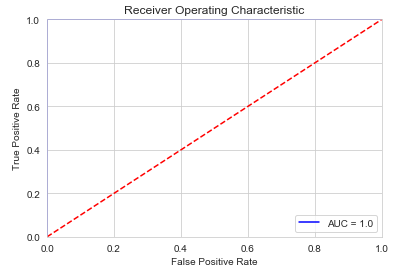 Receiver Operating Characteristic
1.0
0.8
0.6
0.4
0.2
0.0
True Positive Rate
AUC = 1.0
0.0 0.2 0.4 0.6 0.8 1.0
False Positive Rate